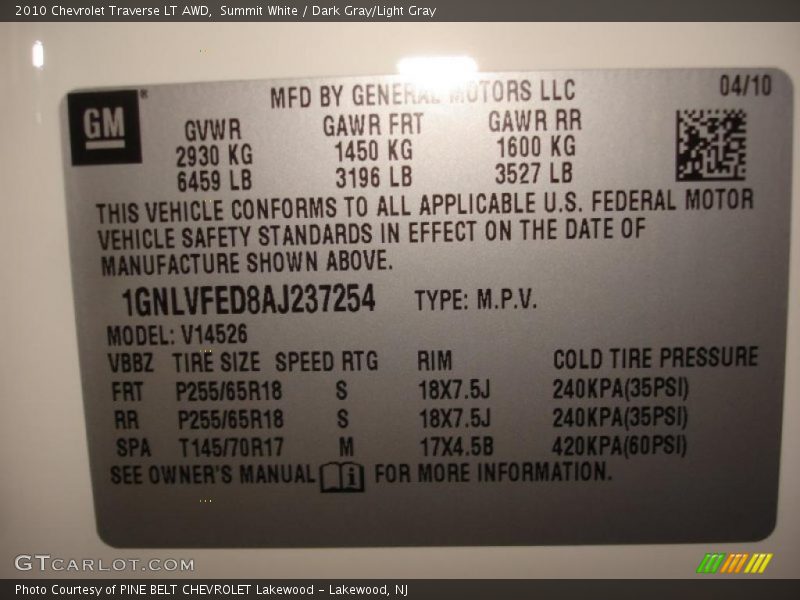 2010 Chevrolet Traverse LT AWD,  Summit White / Dark Gray/Light Gray
GM®
MFD BY GENERAL MOTORS LLC 04/10
GVWR GAWR FRT GAWR RR
2930 KG 1450 KG 1600 KG
6459 LB 3196 LB 3527 LB
THIS VEHICLE CONFORMS TO ALL APPLICABLE U.S. FEDERAL MOTOR
VEHICLE SAFETY STANDARDS IN EFFECT ON THE DATE OF
MANUFACTURE SHOWN ABOVE.
1GNLVFED8AJ237254 TYPE: M.P.V.
MODEL: V14526
VBBZ TIRE SIZE SPEED RTG RIM COLD TIRE PRESSURE
FRT P255/65R18 S 18X7.5J 240KPA(35PSI)
RR P255/65R18 S 18X7.5J 240KPA(35PSI)
SPA T145/70R17 M 17X4.5B 420KPA(60PSI)
SEE OWNER'S MANUAL i FOR MORE INFORMATION.
GTCARLOT.COM
Photo Courtesy of PINE BELT CHEVROLET Lakewood - Lakewood, NJ